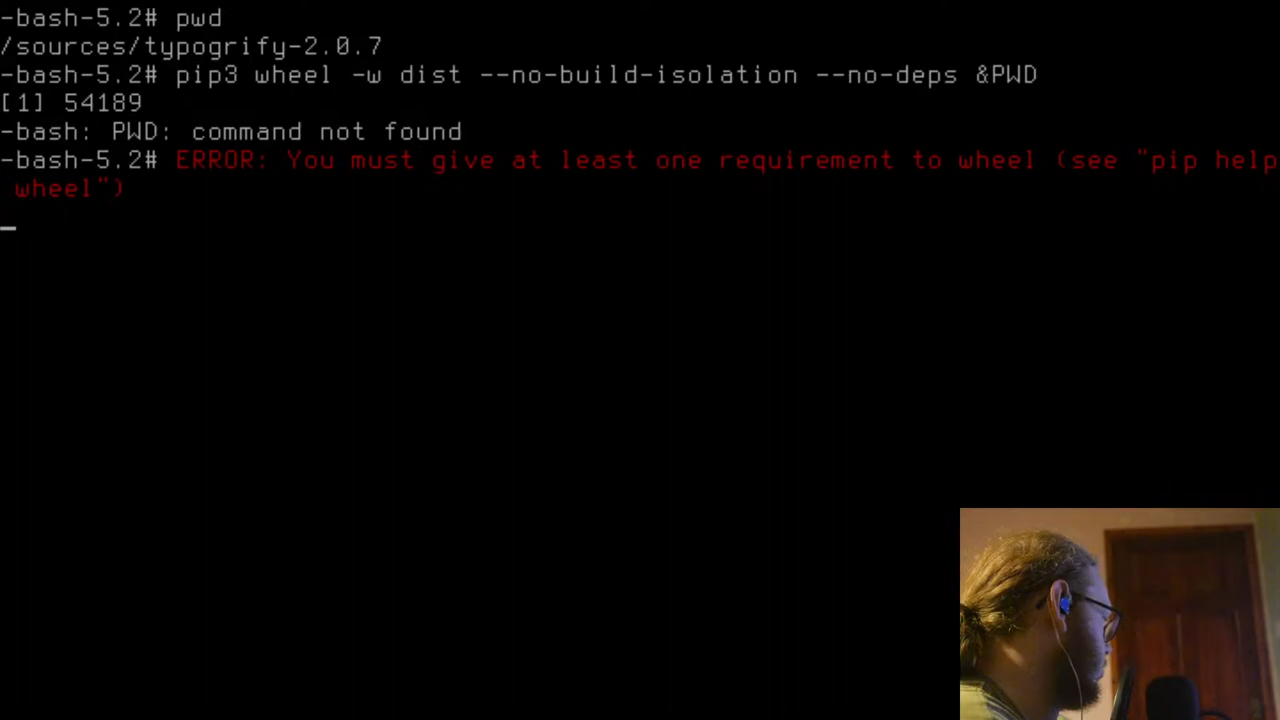 -bash-5.2# pwd
/sources/typogrify-2.0.7
-bash-5.2# pip3 wheel -w dist --no-build-isolation --no-deps &PWD
[1] 54189
-bash: PWD: command not found
-bash-5.2# ERROR: You must give at least one requirement to wheel (see "pip help
wheel")